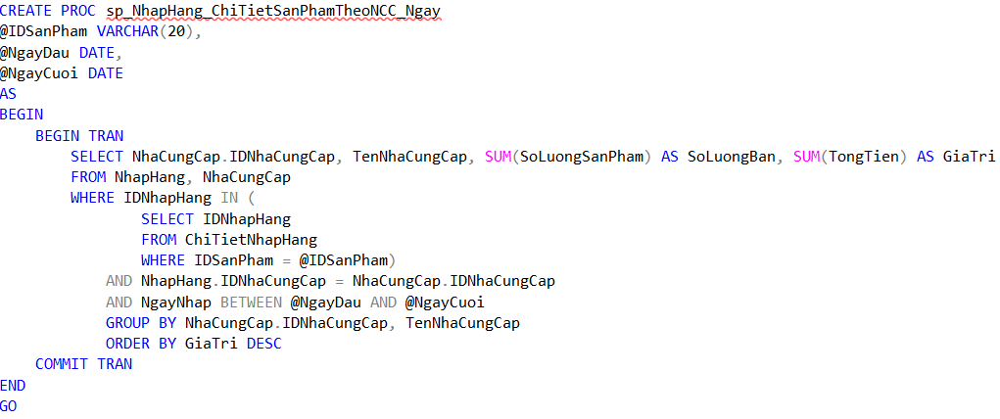 CREATE PROC sp_NhapHang_ChiTietSanPhamTheoNCC_Ngay
@IDSanPham VARCHAR(20),
@NgayDau DATE,
@NgayCuoi DATE
AS
BEGIN
    BEGIN TRAN
        SELECT NhaCungCap.IDNhaCungCap, TenNhaCungCap, SUM(SoLuongSanPham) AS SoLuongBan, SUM(TongTien) AS GiaTri
        FROM NhapHang, NhaCungCap
        WHERE IDNhapHang IN (
                SELECT IDNhapHang
                FROM ChiTietNhapHang
                WHERE IDSanPham = @IDSanPham)
            AND NhapHang.IDNhaCungCap = NhaCungCap.IDNhaCungCap
            AND NgayNhap BETWEEN @NgayDau AND @NgayCuoi
            GROUP BY NhaCungCap.IDNhaCungCap, TenNhaCungCap
            ORDER BY GiaTri DESC
    COMMIT TRAN
END
GO